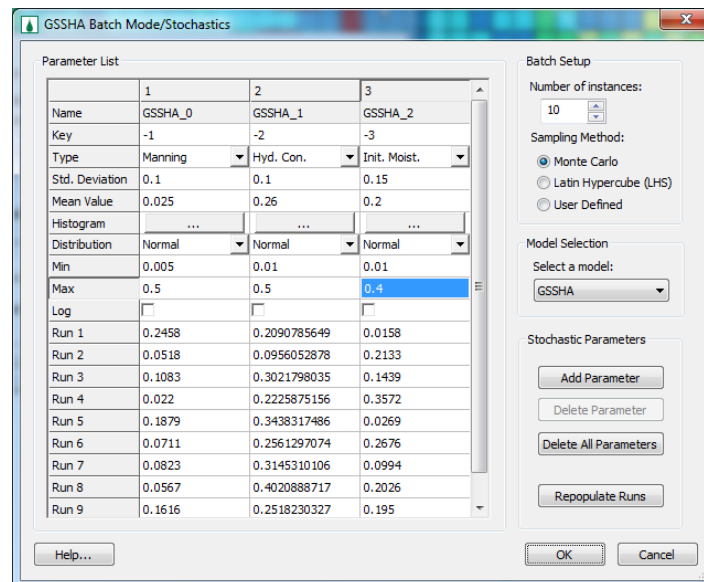 GSSHA Batch Mode/Stochastics
Parameter List
1 2 3
Name GSSHA_0 GSSHA_1 GSSHA_2
Key -1 -2 -3
Type Manning Hyd. Con. Init. Moist.
Std. Deviation 0.1 0.1 0.15
Mean Value 0.025 0.26 0.2
Histogram ... ... ...
Distribution Normal Normal Normal
Min 0.005 0.01 0.01
Max 0.5 0.5 0.4
Log
Run 1 0.2458 0.2090785649 0.0158
Run 2 0.0518 0.0956052878 0.2133
Run 3 0.1083 0.3021798035 0.1439
Run 4 0.022 0.2225875156 0.3572
Run 5 0.1879 0.3438317486 0.0269
Run 6 0.0711 0.2561297074 0.2676
Run 7 0.0823 0.3145310106 0.0994
Run 8 0.0567 0.4020888717 0.2026
Run 9 0.1616 0.2518230327 0.195
Batch Setup
Number of instances:
10
Sampling Method:
Monte Carlo
Latin Hypercube (LHS)
User Defined
Model Selection
Select a model:
GSSHA
Stochastic Parameters
Add Parameter
Delete Parameter
Delete All Parameters
Repopulate Runs
Help...
OK
Cancel